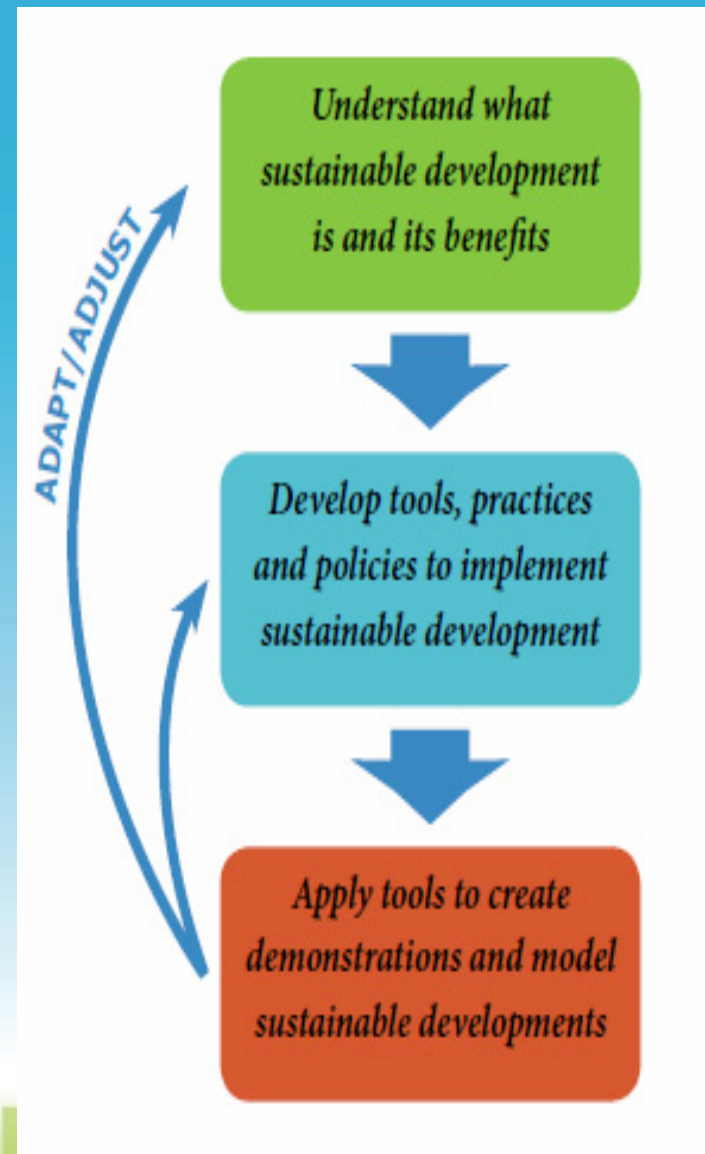 Understand what
sustainable development
is and its benefits
ADAPT/ADJUST
Develop tools, practices
and policies to implement
sustainable development
Apply tools to create
demonstrations and model
sustainable developments